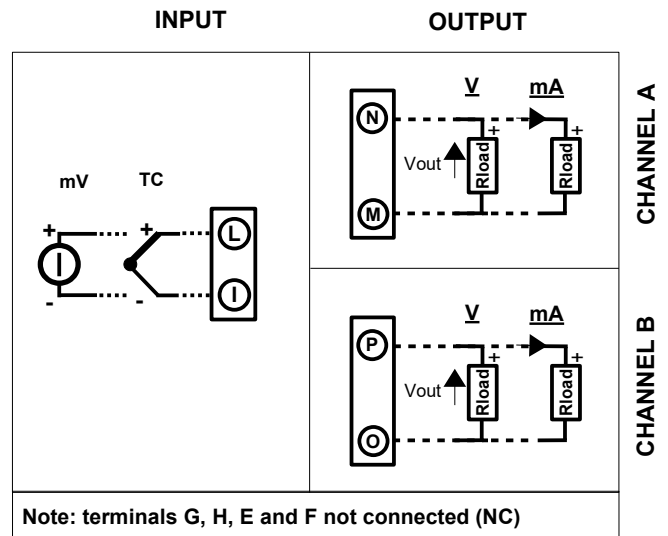 INPUT
OUTPUT
mV
TC
+
+
-
-
L
I
V
mA
N
+
+
Vout
Rload
Rload
M
CHANNEL A
V
mA
P
+
+
Vout
Rload
Rload
O
CHANNEL B
Note: terminals G, H, E and F not connected (NC)